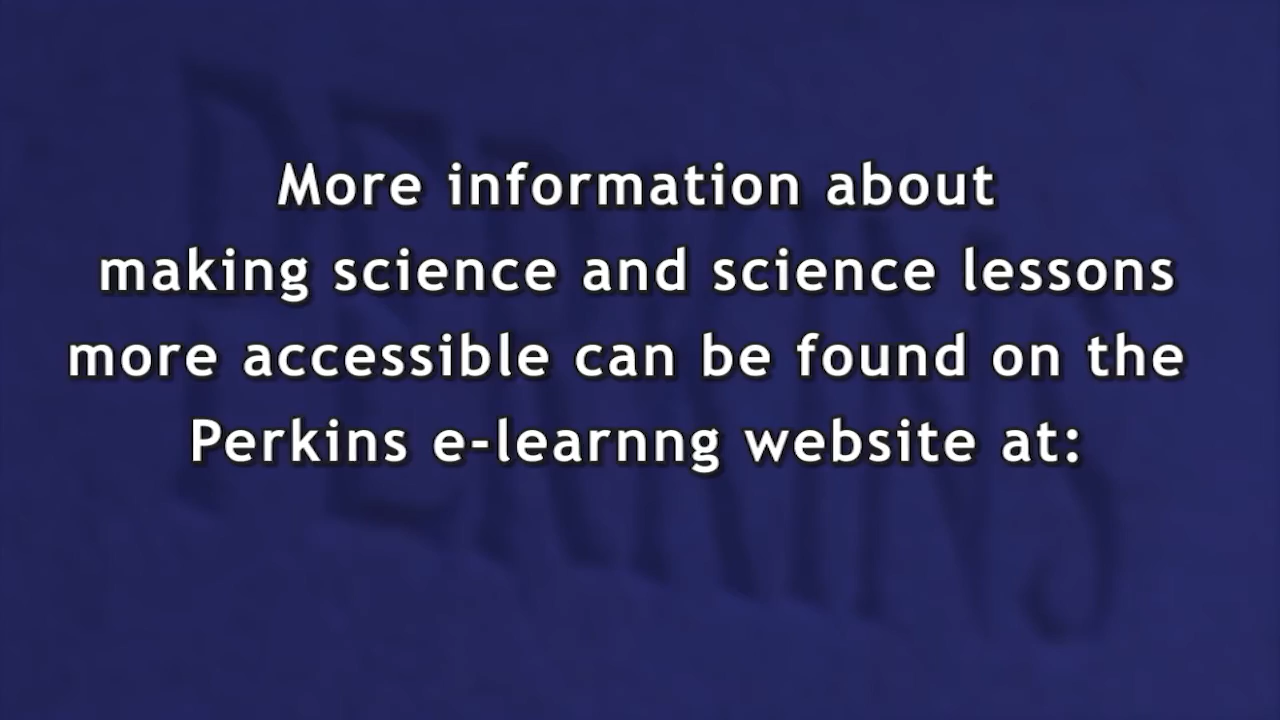 More information about
making science and science lessons
more accessible can be found on the
Perkins e-learnng website at:
PERKINS